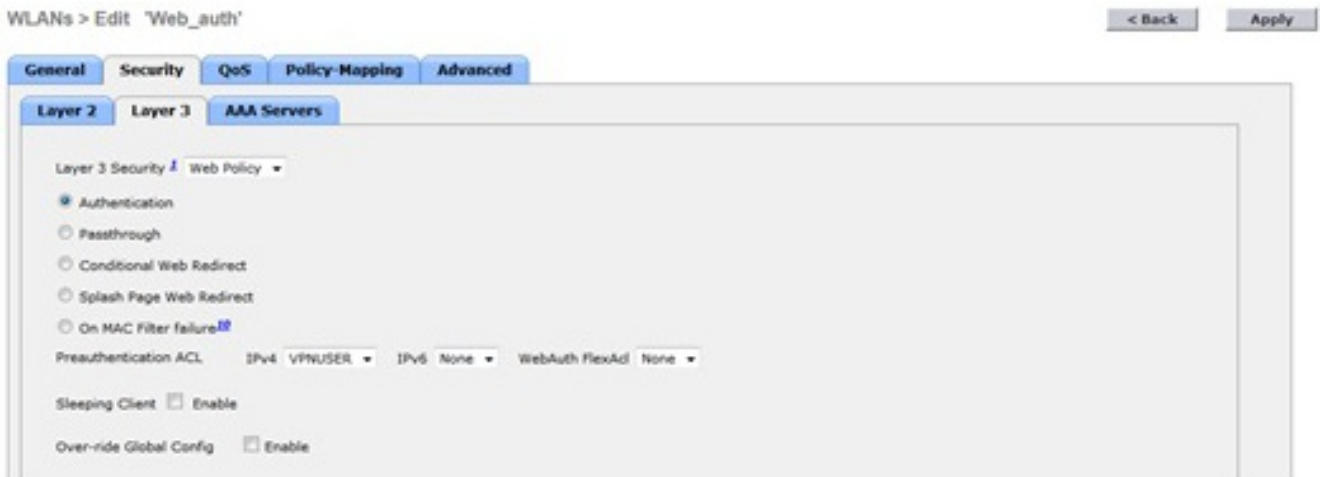 WLANs > Edit 'Web_auth'
< Back
Apply
General
Security
QoS
Policy-Mapping
Advanced
Layer 2
Layer 3
AAA Servers
Layer 3 Security 1 Web Policy
Authentication
Passthrough
Conditional Web Redirect
Splash Page Web Redirect
On MAC Filter failure10
Preauthentication ACL IPv4 VPNUSER IPv6 None WebAuth FlexAcl None
Sleeping Client Enable
Over-ride Global Config Enable